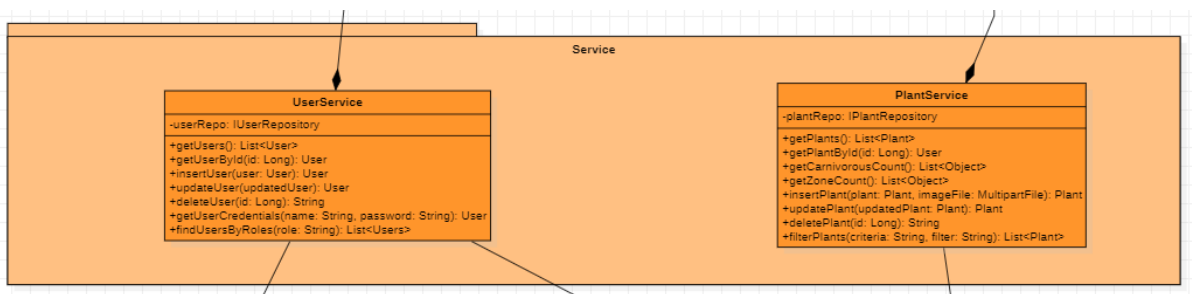 Service
UserService
-userRepo: IUserRepository
+getUsers(): List<User>
+getUserById(id: Long): User
+insertUser(user: User): User
+updateUser(updatedUser): User
+deleteUser(id: Long): String
+getUserCredentials(name: String, password: String): User
+findUsersByRoles(role: String): List<Users>
PlantService
-plantRepo: IPlantRepository
+getPlants(): List<Plant>
+getPlantById(id: Long): User
+getCarnivorousCount(): List<Object>
+getZoneCount(): List<Object>
+insertPlant(plant: Plant, imageFile: MultipartFile): Plant
+updatePlant(updatedPlant: Plant): Plant
+deletePlant(id: Long): String
+filterPlants(criteria: String, filter: String): List<Plant>